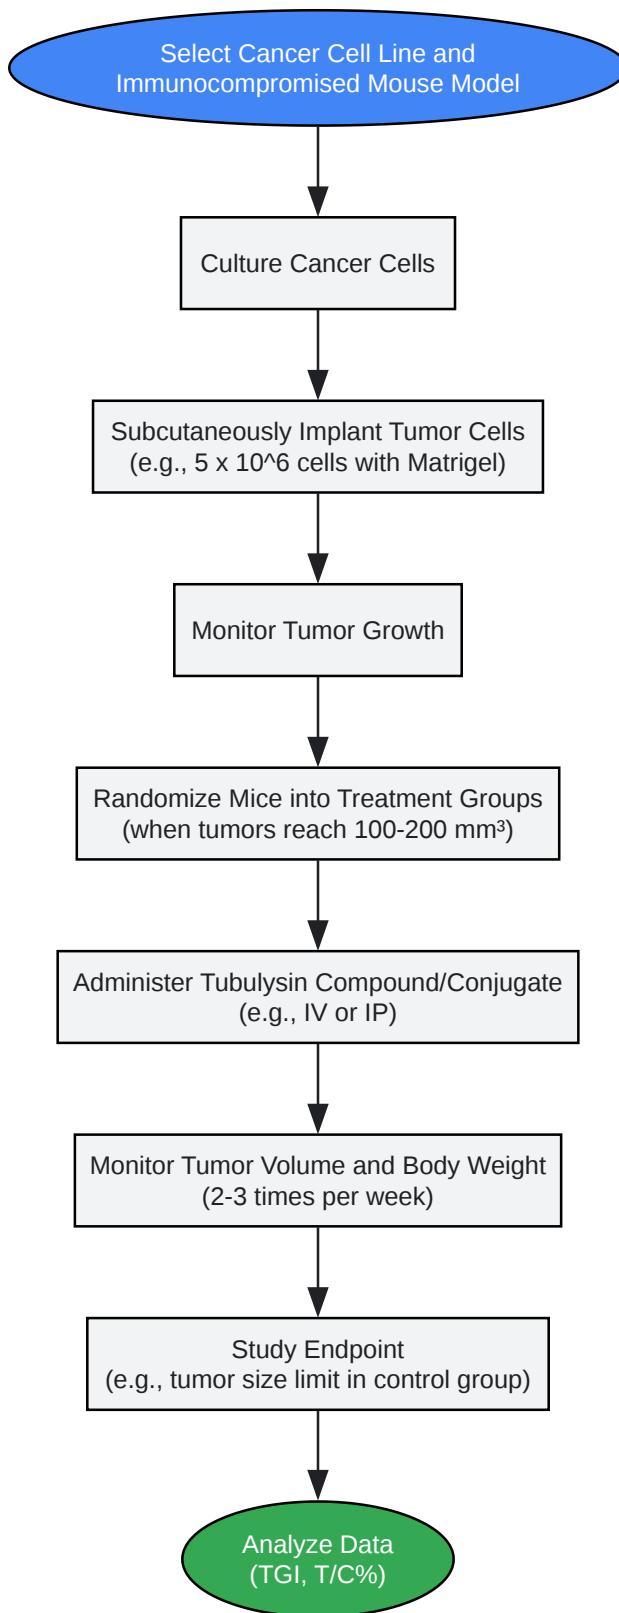 Select Cancer Cell Line and
Immunocompromised Mouse Model
Culture Cancer Cells
Subcutaneously Implant Tumor Cells
(e.g., 5 x 10^6 cells with Matrigel)
Monitor Tumor Growth
Randomize Mice into Treatment Groups
(when tumors reach 100-200 mm³)
Administer Tubulysin Compound/Conjugate
(e.g., IV or IP)
Monitor Tumor Volume and Body Weight
(2-3 times per week)
Study Endpoint
(e.g., tumor size limit in control group)
Analyze Data
(TGI, T/C%)